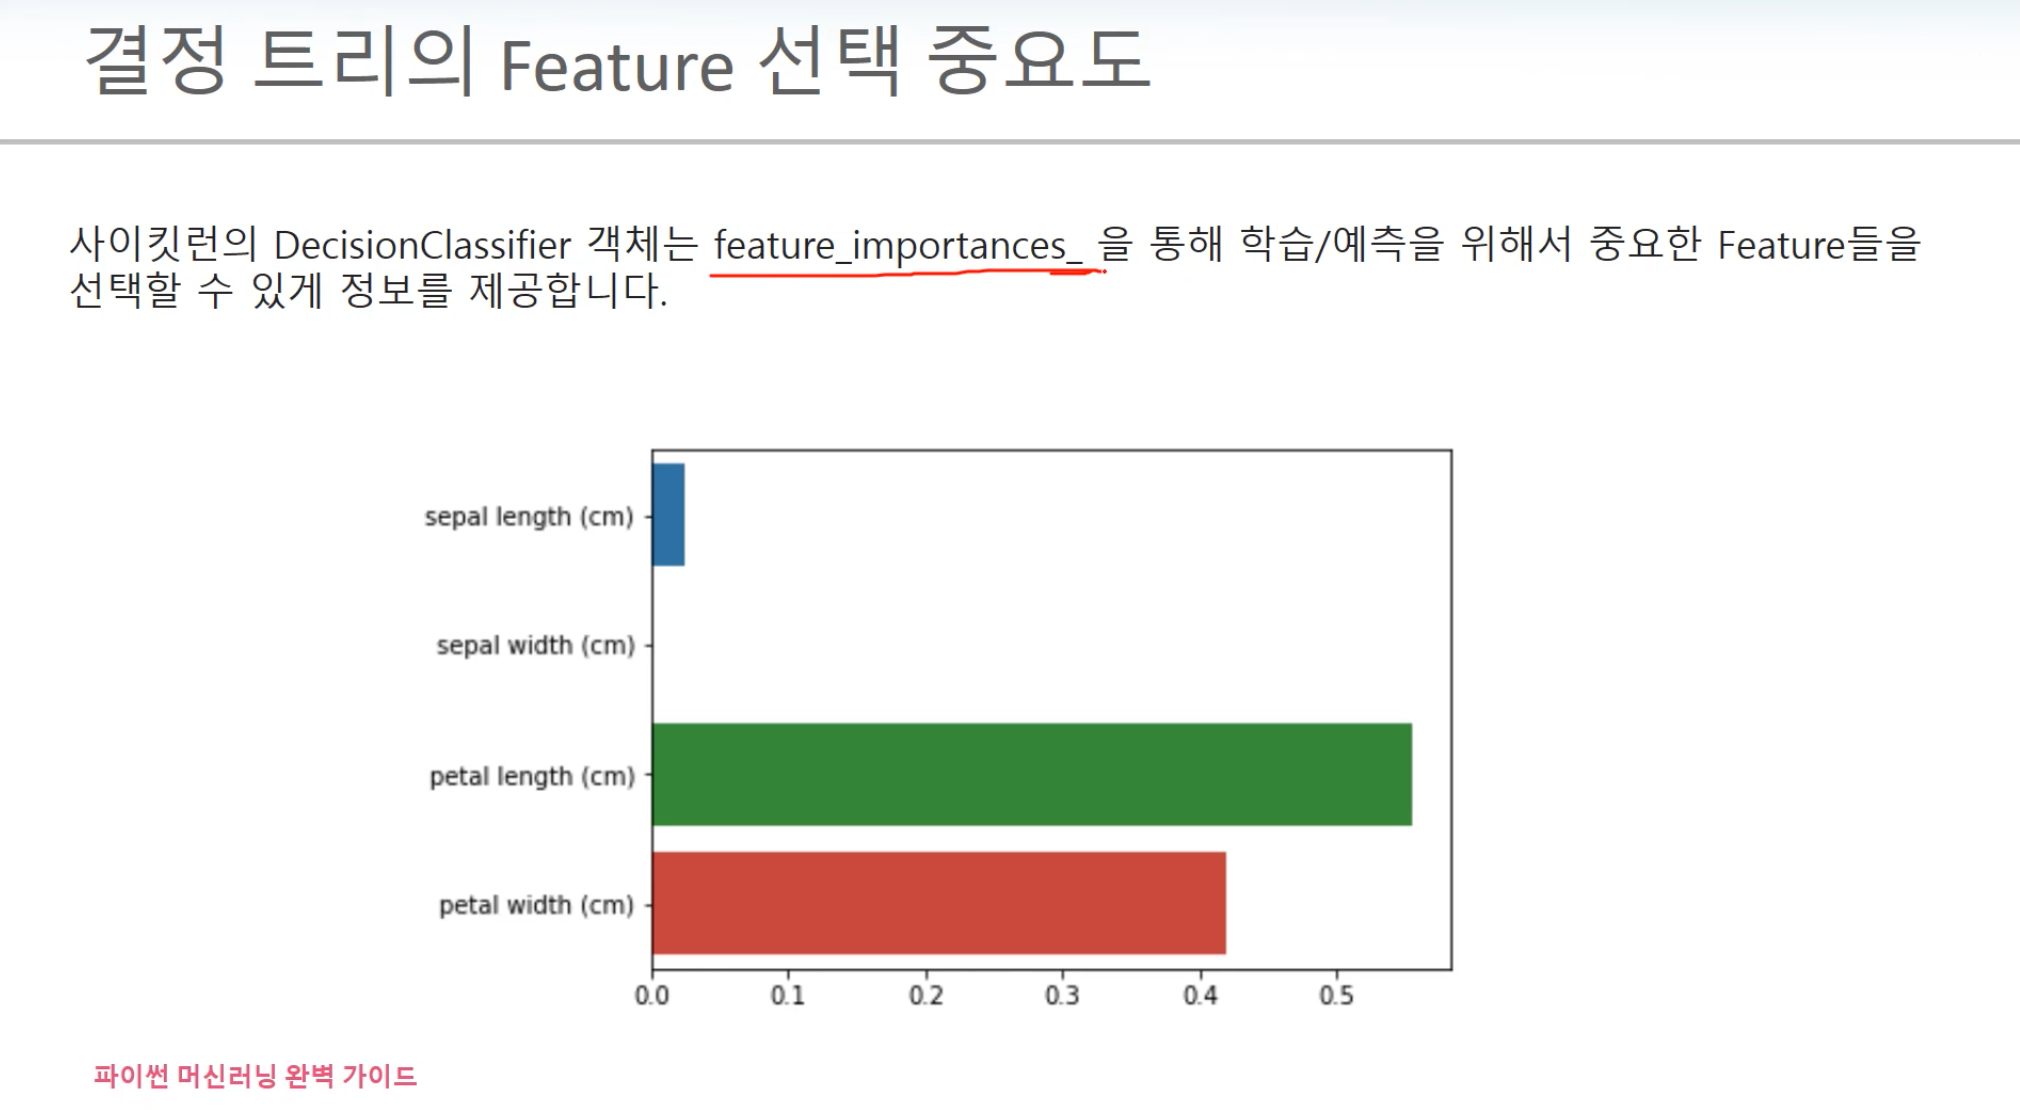 결정 트리의 Feature 선택 중요도
사이킷런의 DecisionClassifier 객체는 feature_importances_ 을 통해 학습/예측을 위해서 중요한 Feature들을
선택할 수 있게 정보를 제공합니다.
sepal length (cm)
sepal width (cm)
petal length (cm)
petal width (cm)
0.0 0.1 0.2 0.3 0.4 0.5
파이썬 머신러닝 완벽 가이드